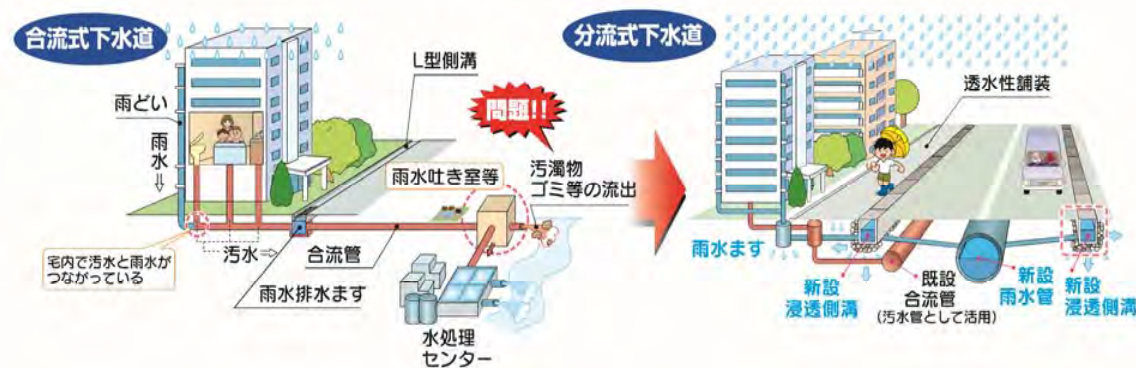 合流式下水道
L型側溝
雨どい
雨水
問題!!
汚濁物
ゴミ等の流出
雨水吐き室等
汚水
合流管
宅内で汚水と雨水が
つながっている
雨水排水ます
水処理
センター
分流式下水道
透水性舗装
雨水ます
新設
浸透側溝
既設
合流管
(汚水管として活用)
新設
雨水管
新設
浸透側溝